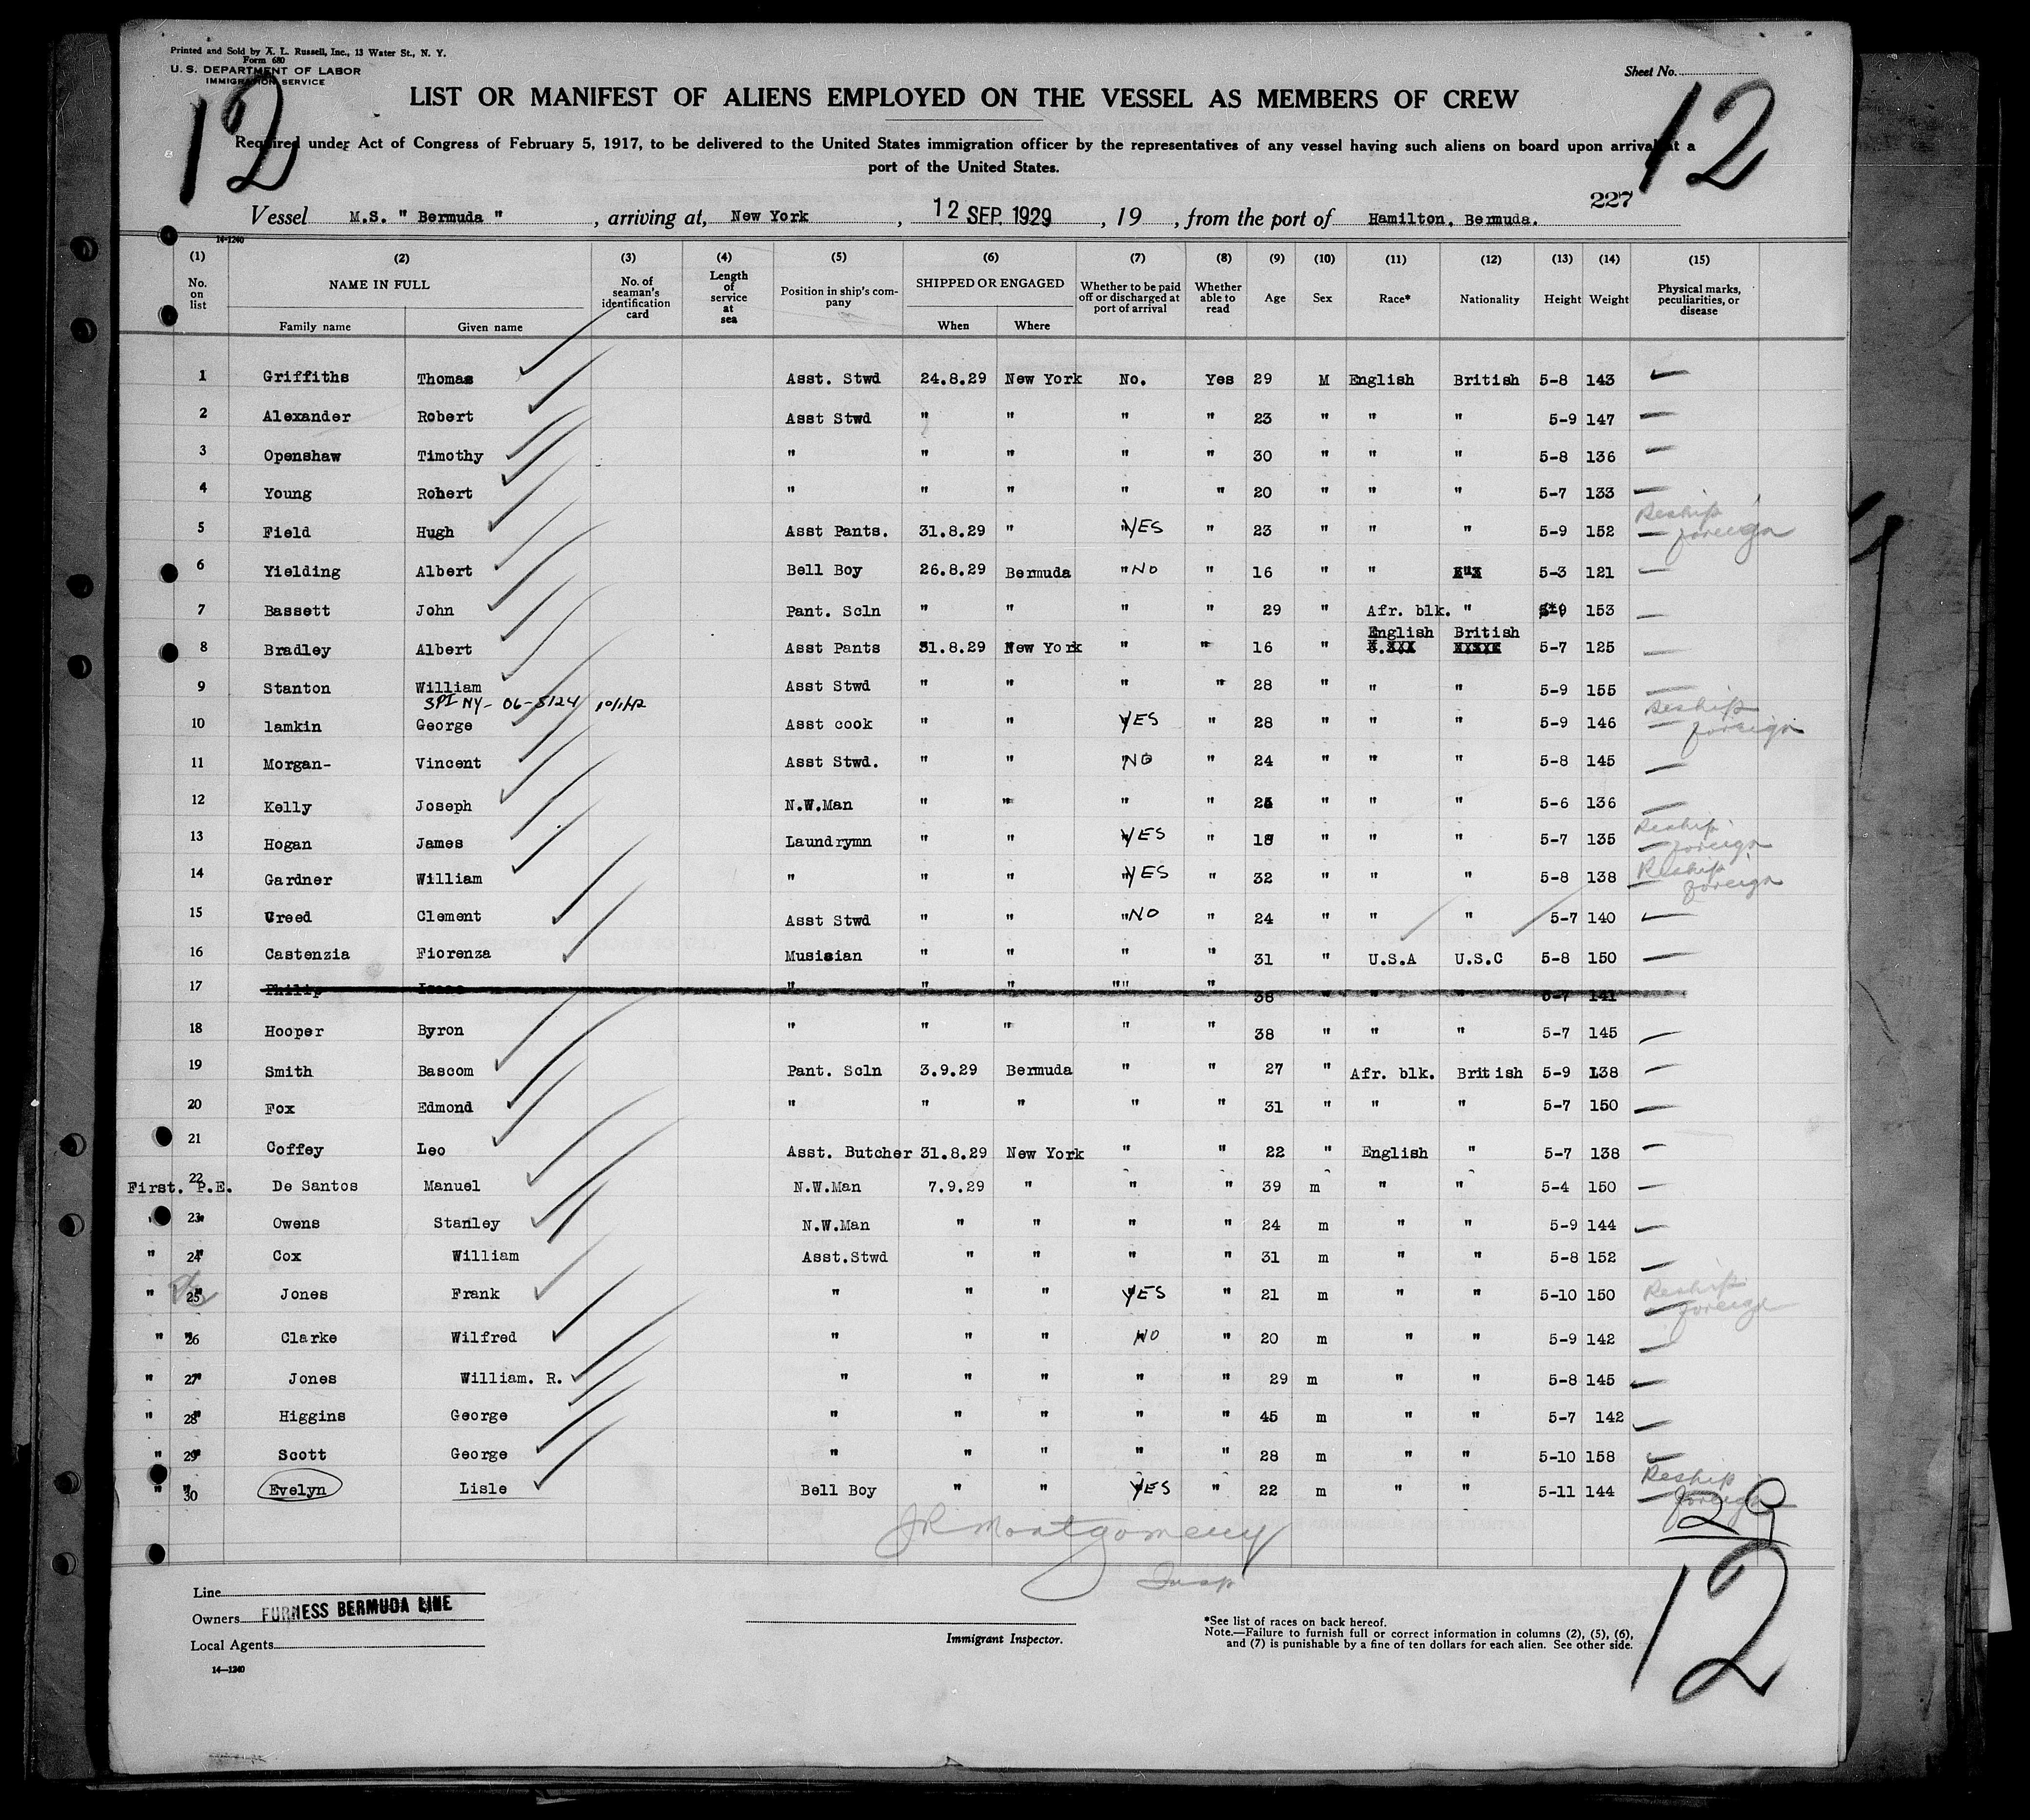 Printed and Sold by A. L. Russell, Inc., 13 Water St., N. Y.
Form 680
U. S. DEPARTMENT OF LABOR
IMMIGRATION SERVICE
Sheet No.
12 12
LIST OR MANIFEST OF ALIENS EMPLOYED ON THE VESSEL AS MEMBERS OF CREW
Required under Act of Congress of February 5, 1917, to be delivered to the United States immigration officer by the representatives of any vessel having such aliens on board upon arrival at a
port of the United States.
227
Vessel M.S. " Bermuda ", arriving at, New York, 12 SEP. 1929, 19, from the port of Hamilton, Bermuda.
14-1240
(1) (2) (3) (4) (5) (6) (7) (8) (9) (10) (11) (12) (13) (14) (15)
No. on list NAME IN FULL Family name Given name No. of seaman's identification card Length of service at sea Position in ship's company SHIPPED OR ENGAGED When Where Whether to be paid off or discharged at port of arrival Whether able to read Age Sex Race* Nationality Height Weight Physical marks, peculiarities, or disease
1 Griffiths Thomas Asst. Stwd 24.8.29 New York No. Yes 29 M English British 5-8 143
2 Alexander Robert Asst Stwd " " " " 23 " " " 5-9 147
3 Openshaw Timothy " " " " " 30 " " " 5-8 136
4 Young Robert " " " " " 20 " " " 5-7 133
5 Field Hugh Asst Pants. 31.8.29 " YES " 23 " " " 5-9 152 Reship foreign
6 Yielding Albert Bell Boy 26.8.29 Bermuda " NO " 16 " " " 5-3 121
7 Bassett John Pant. Scln " " " " 29 " Afr. blk. " 153
8 Bradley Albert Asst Pants 31.8.29 New York " " 16 " English British 5-7 125
9 Stanton William Asst Stwd " " " " 28 " " " 5-9 155
10 lamkin George Asst cook " " YES " 28 " " " 5-9 146 Reship foreign
11 Morgan- Vincent Asst Stwd. " " NO " 24 " " " 5-8 145
12 Kelly Joseph N.W.Man " " " " " " " 5-6 136
13 Hogan James Laundrymn " " YES " 18 " " " 5-7 135 Reship foreign
14 Gardner William " " " YES " 32 " " " 5-8 138 Reship foreign
15 Creed Clement Asst Stwd " " " NO " 24 " " " 5-7 140
16 Castenzia Fiorenza Musisian " " " " 31 " U.S.A U.S.C 5-8 150
17 Philip Isaac " " " "" " 38 " " " 5-7 141
18 Hooper Byron " " " " " 38 " " " 5-7 145
19 Smith Bascom Pant. Scln 3.9.29 Bermuda " " 27 " Afr. blk. British 5-9 138
20 Fox Edmond " " " " " 31 " " " 5-7 150
21 Coffey Leo Asst. Butcher 31.8.29 New York " " 22 " English " 5-7 138
First. P.E. 22 De Santos Manuel N.W.Man 7.9.29 " " " 39 m " " 5-4 150
" 23 Owens Stanley N.W.Man " " " " 24 m " " 5-9 144
" " 24 Cox William Asst.Stwd " " " " 31 m " " 5-8 152
" " 25 Jones Frank " " " YES " 21 m " " 5-10 150 Reship foreign
" " 26 Clarke Wilfred " " " NO " 20 m " " 5-9 142
" " 27 Jones William. R. " " " " " 29 m " " 5-8 145
" " 28 Higgins George " " " " " 45 m " " 5-7 142
" " 29 Scott George " " " " " 28 m " " 5-10 158
" " 30 Evelyn Lisle Bell Boy " " YES " 22 m " " 5-11 144 Reship foreign
29
JR Montgomery
Insp
12
Line
Owners FURNESS BERMUDA LINE
Local Agents
14-1240
Immigrant Inspector.
*See list of races on back hereof.
Note.—Failure to furnish full or correct information in columns (2), (5), (6),
and (7) is punishable by a fine of ten dollars for each alien. See other side.